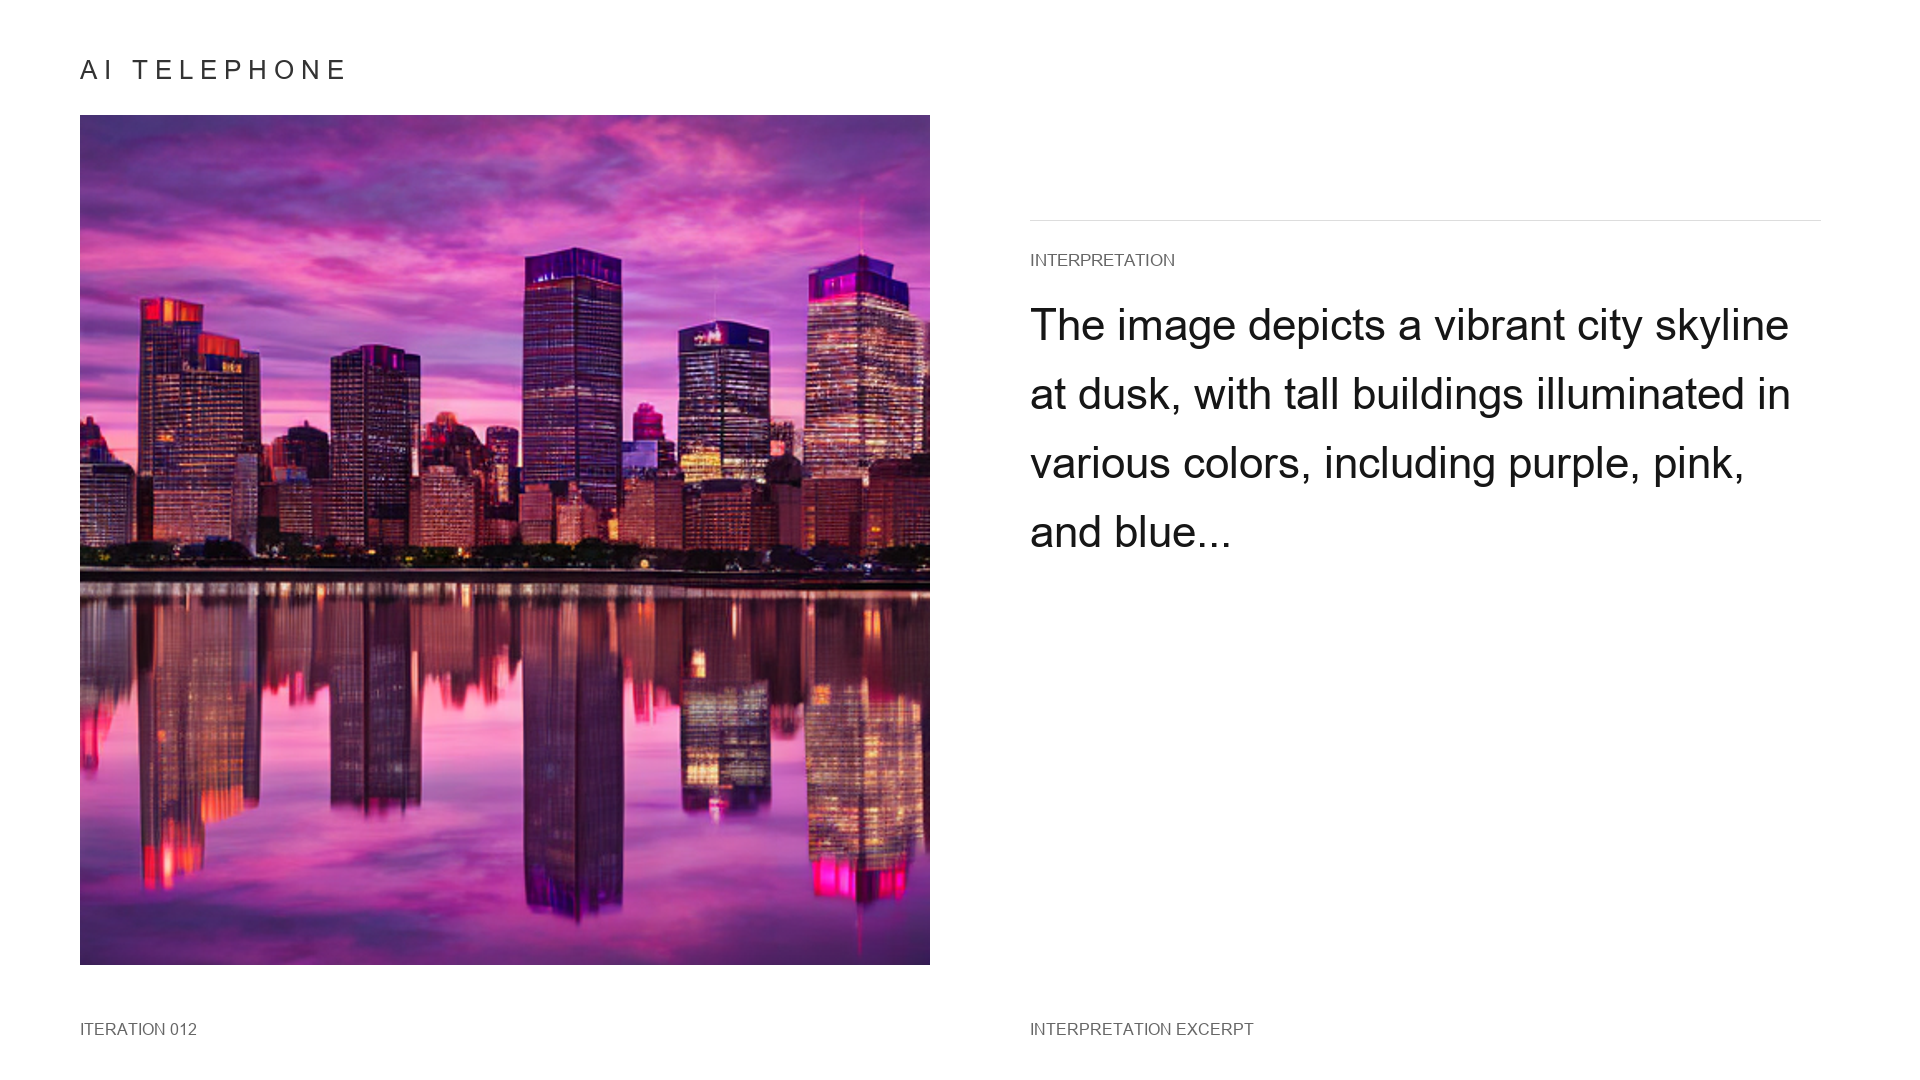 AI TELEPHONE
INTERPRETATION
The image depicts a vibrant city skyline
at dusk, with tall buildings illuminated in
various colors, including purple, pink,
and blue...
ITERATION 012
INTERPRETATION EXCERPT